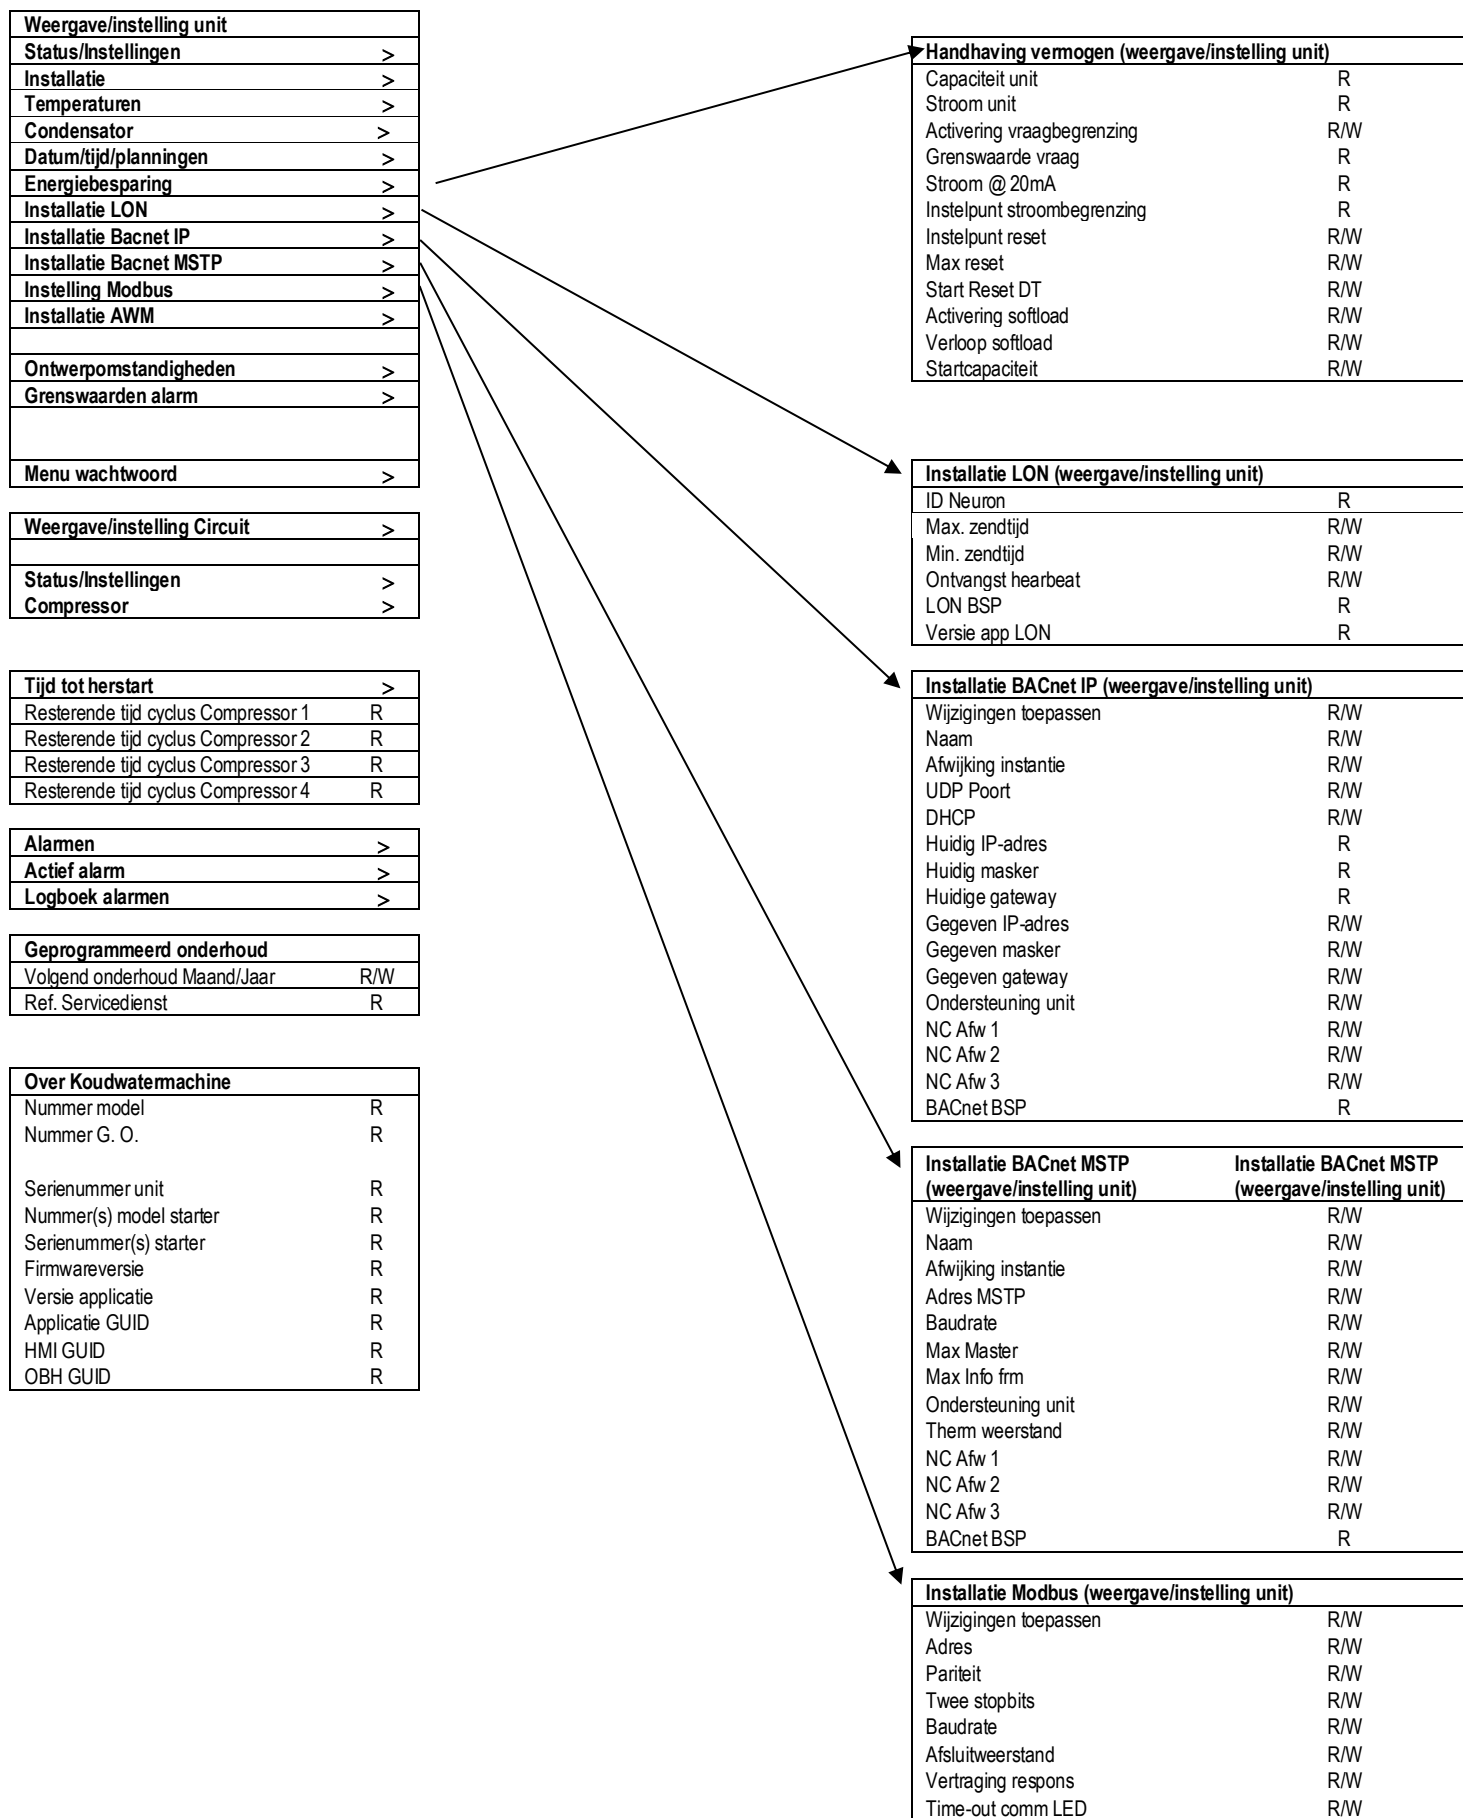 Weergave/instelling unit
Status/Instellingen >
Installatie >
Temperaturen >
Condensator >
Datum/tijd/planningen >
Energiebesparing >
Installatie LON >
Installatie Bacnet IP >
Installatie Bacnet MSTP >
Instelling Modbus >
Installatie AWM >
Ontwerpomstandigheden >
Grenswaarden alarm >
Menu wachtwoord >
Weergave/instelling Circuit >
Status/Instellingen >
Compressor >
Tijd tot herstart >
Resterende tijd cyclus Compressor 1 R
Resterende tijd cyclus Compressor 2 R
Resterende tijd cyclus Compressor 3 R
Resterende tijd cyclus Compressor 4 R
Alarmen >
Actief alarm >
Logboek alarmen >
Geprogrammeerd onderhoud
Volgend onderhoud Maand/Jaar R/W
Ref. Servicedienst R
Over Koudwatermachine
Nummer model R
Nummer G. O. R
Serienummer unit R
Nummer(s) model starter R
Serienummer(s) starter R
Firmwareversie R
Versie applicatie R
Applicatie GUID R
HMI GUID R
OBH GUID R
Handhaving vermogen (weergave/instelling unit)
Capaciteit unit R
Stroom unit R
Activering vraagbegrenzing R/W
Grenswaarde vraag R
Stroom @ 20mA R
Instelpunt stroombegrenzing R
Instelpunt reset R/W
Max reset R/W
Start Reset DT R/W
Activering softload R/W
Verloop softload R/W
Startcapaciteit R/W
Installatie LON (weergave/instelling unit)
ID Neuron R
Max. zendtijd R/W
Min. zendtijd R/W
Ontvangst hearbeat R/W
LON BSP R
Versie app LON R
Installatie BACnet IP (weergave/instelling unit)
Wijzigingen toepassen R/W
Naam R/W
Afwijking instantie R/W
UDP Poort R/W
DHCP R/W
Huidig IP-adres R
Huidig masker R
Huidige gateway R
Gegeven IP-adres R/W
Gegeven masker R/W
Gegeven gateway R/W
Ondersteuning unit R/W
NC Afw 1 R/W
NC Afw 2 R/W
NC Afw 3 R/W
BACnet BSP R
Installatie BACnet MSTP Installatie BACnet MSTP
(weergave/instelling unit) (weergave/instelling unit)
Wijzigingen toepassen R/W
Naam R/W
Afwijking instantie R/W
Adres MSTP R/W
Baudrate R/W
Max Master R/W
Max Info frm R/W
Ondersteuning unit R/W
Therm weerstand R/W
NC Afw 1 R/W
NC Afw 2 R/W
NC Afw 3 R/W
BACnet BSP R
Installatie Modbus (weergave/instelling unit)
Wijzigingen toepassen R/W
Adres R/W
Pariteit R/W
Twee stopbits R/W
Baudrate R/W
Afsluitweerstand R/W
Vertraging respons R/W
Time-out comm LED R/W